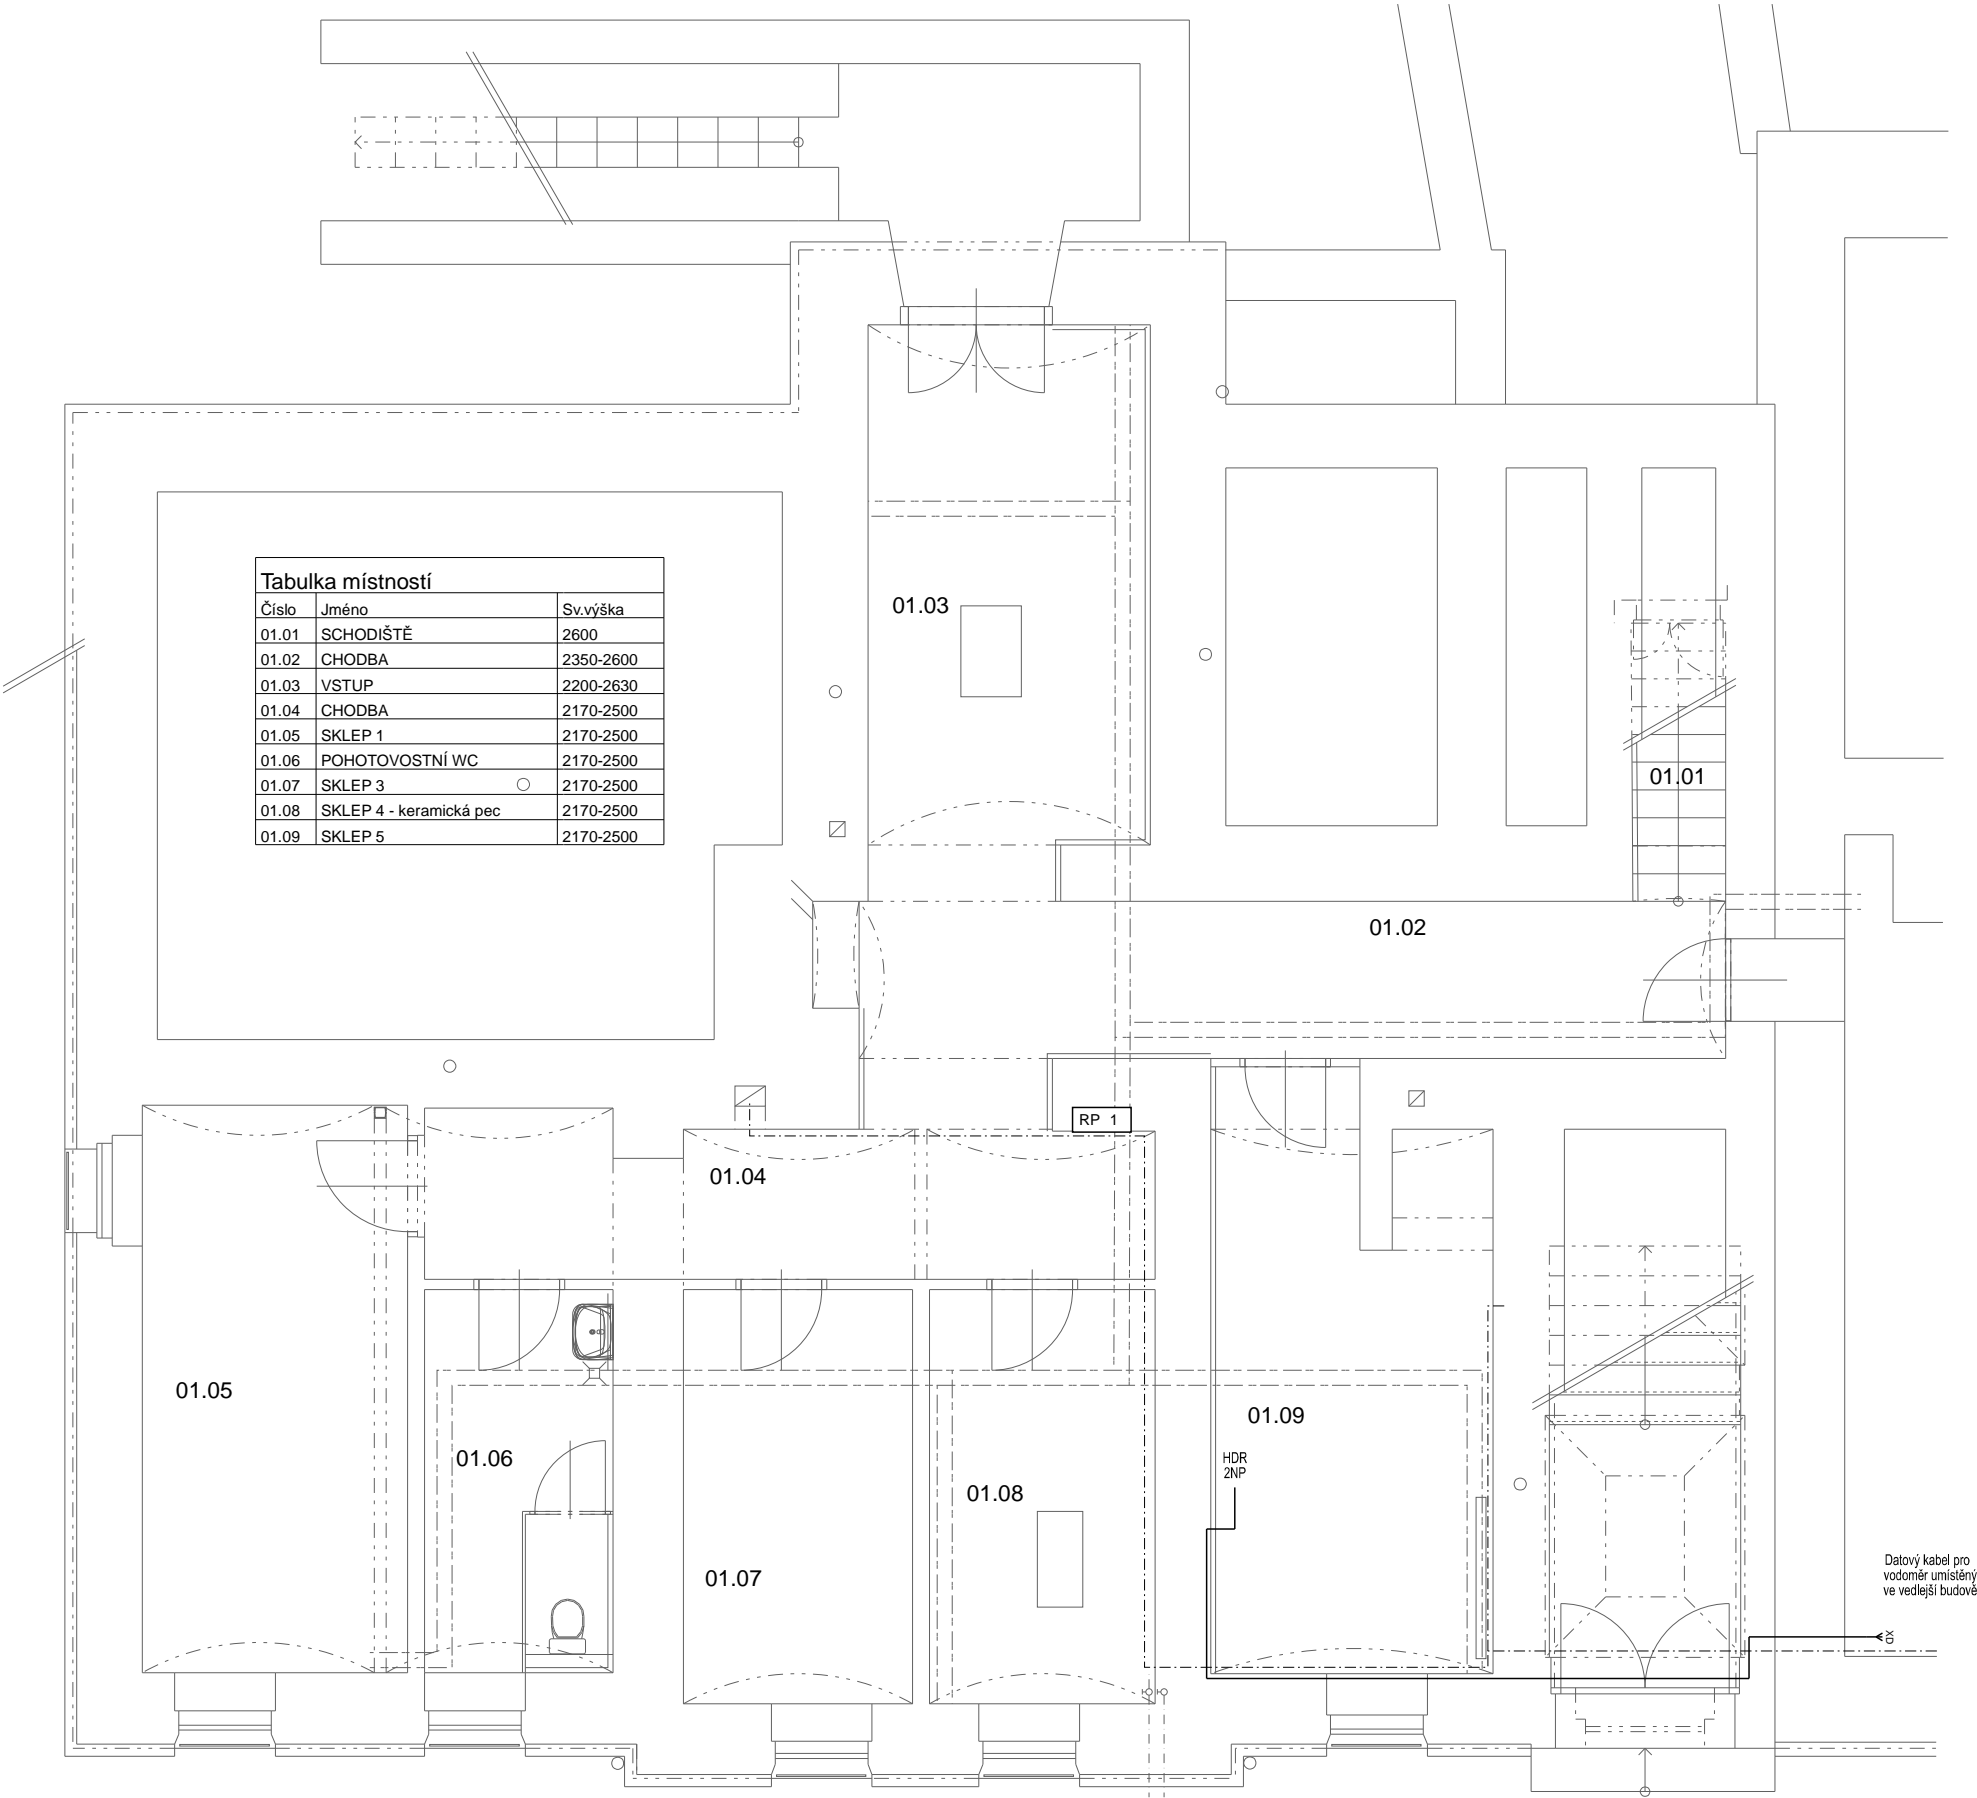 Tabulka místností
Číslo Jméno Sv.výška
01.01 SCHODIŠTĚ 2600
01.02 CHODBA 2350-2600
01.03 VSTUP 2200-2630
01.04 CHODBA 2170-2500
01.05 SKLEP 1 2170-2500
01.06 POHOTOVOSTNÍ WC 2170-2500
01.07 SKLEP 3 2170-2500
01.08 SKLEP 4 - keramická pec 2170-2500
01.09 SKLEP 5 2170-2500
01.03
01.01
01.02
RP 1
01.04
01.05
01.09
01.06
HDR
2NP
01.08
01.07
Datový kabel pro
vodoměr umístěný
ve vedlejší budově
XD